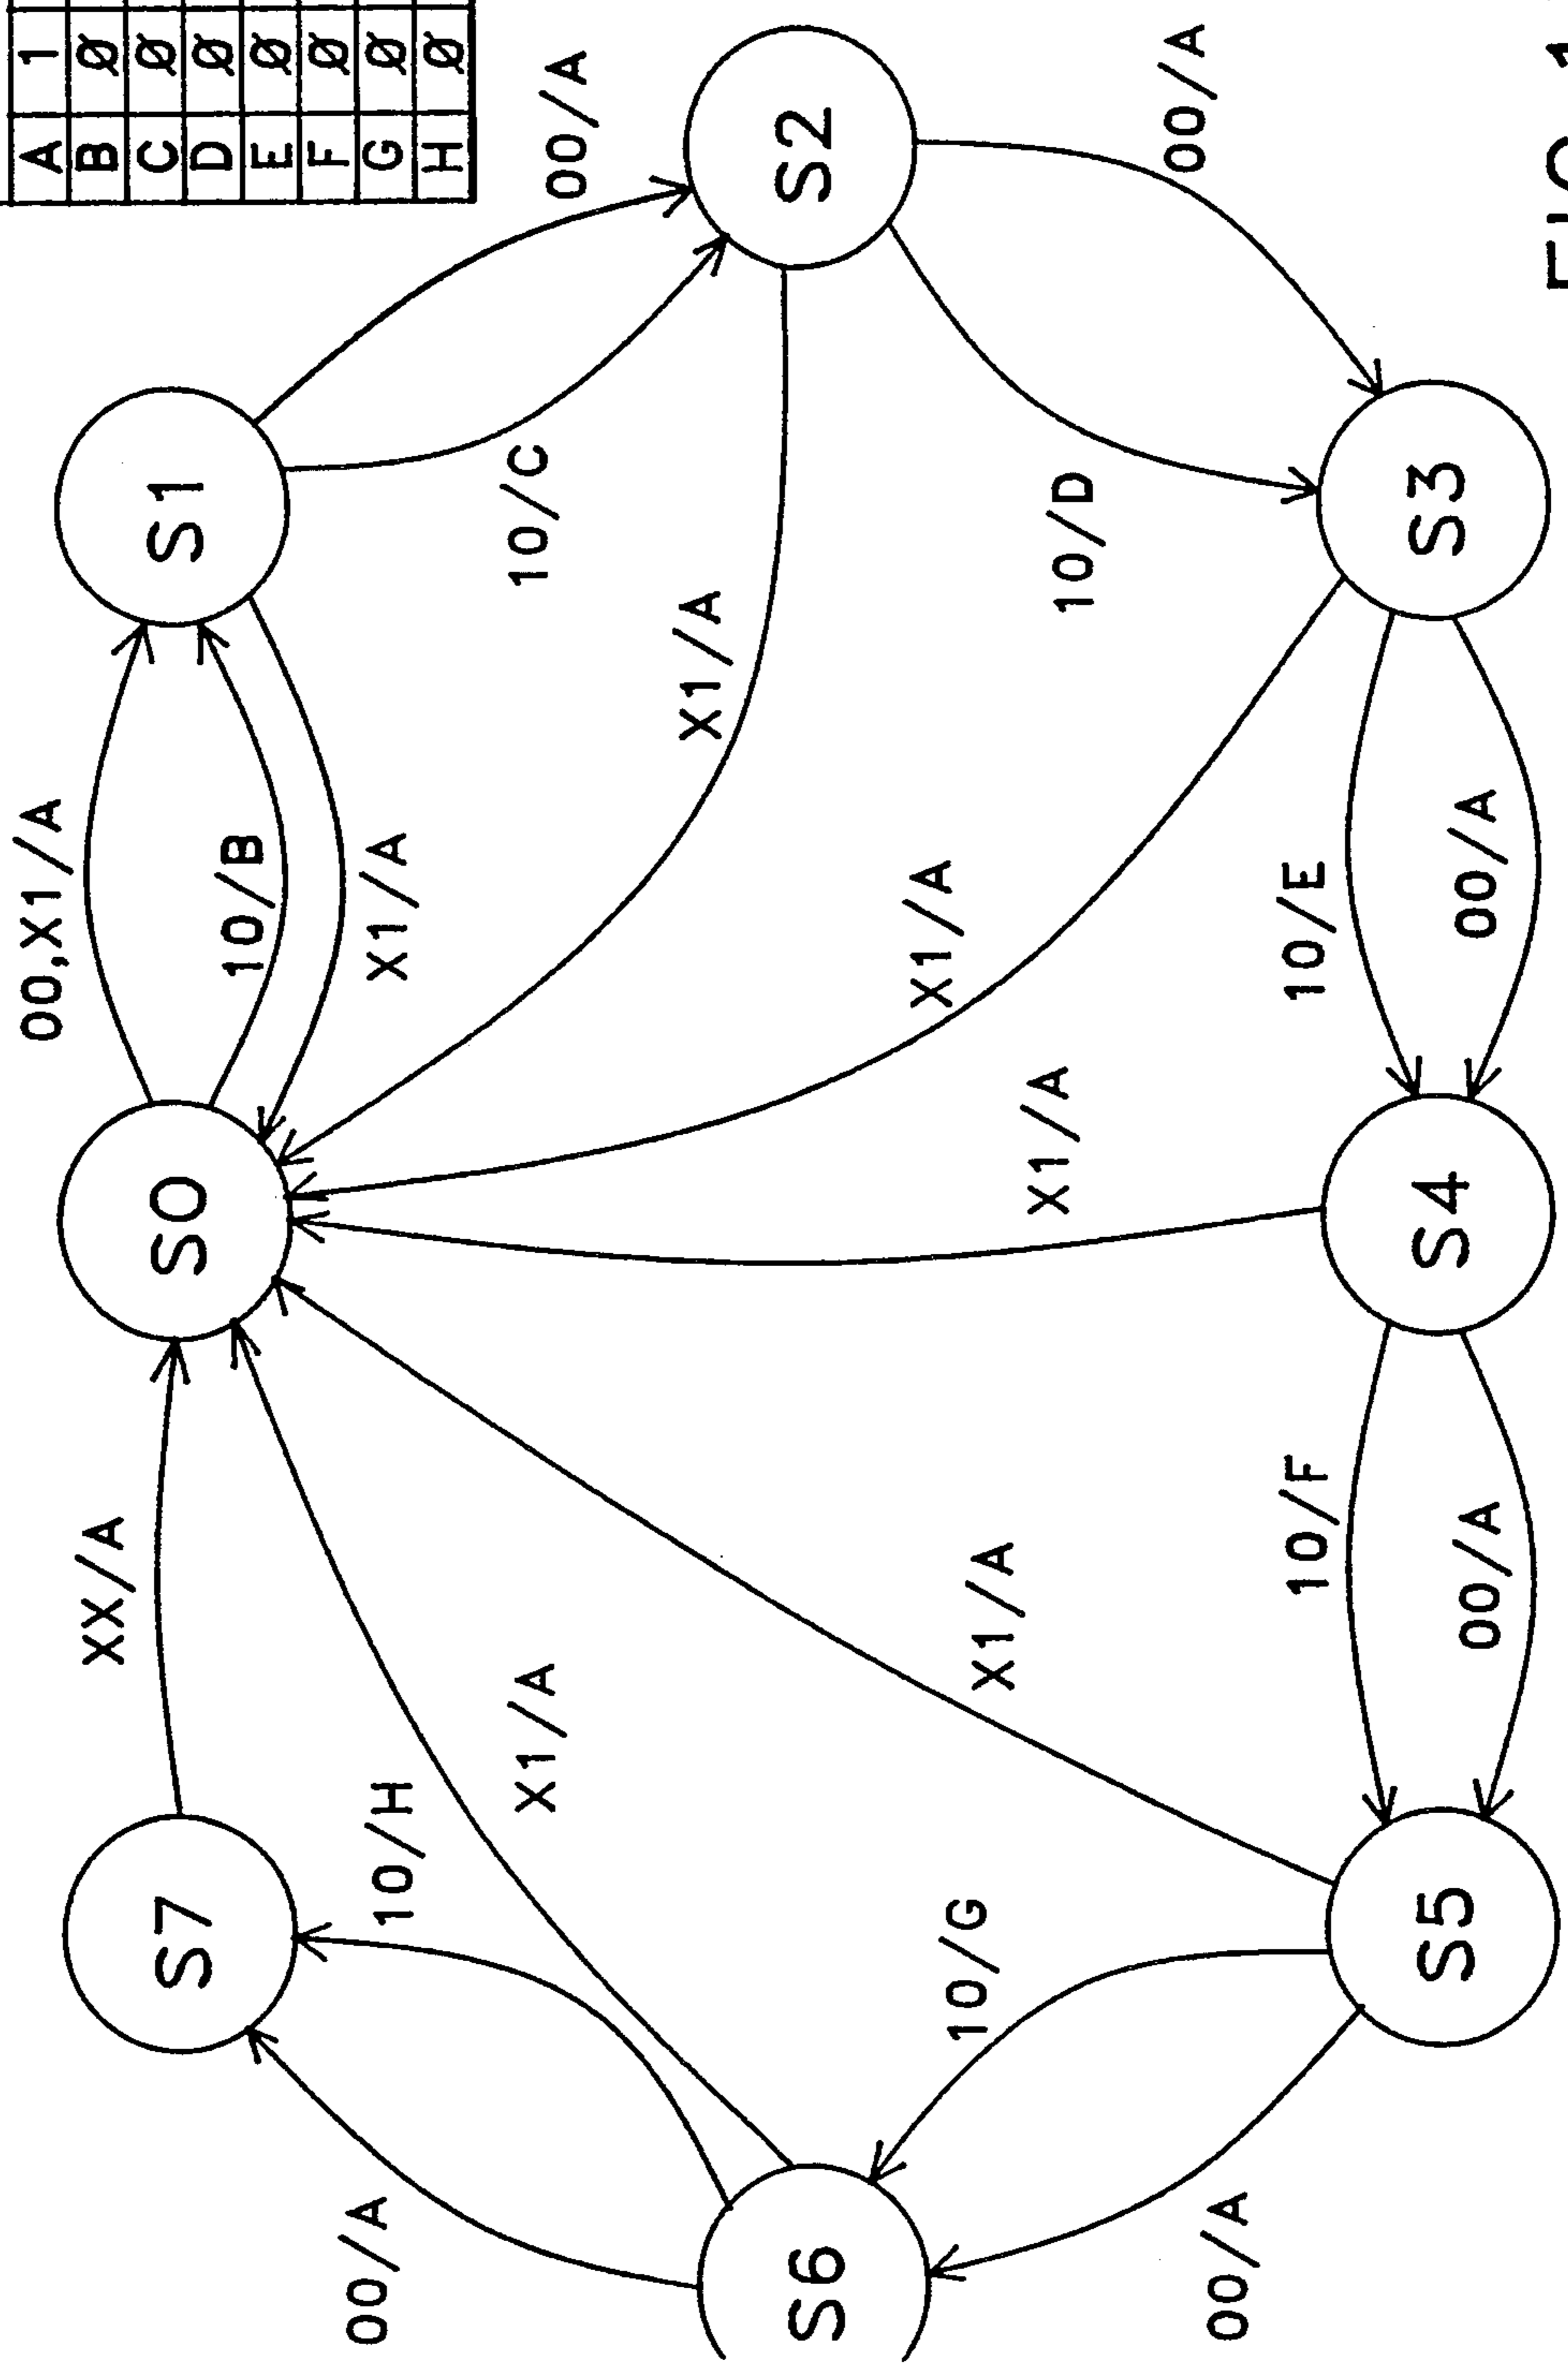 A 1
B Ø
C Ø
D Ø
E Ø
F Ø
G Ø
H Ø
00,X1/A
XX/A
S7
S0
S1
10/B
00/A
10/H
X1/A
X1/A
10/C
00/A
X1/A
S6
S2
X1/A
10/G
X1/A
X1/A
10/D
00/A
00/A
10/F
10/E
S5
S4
S3
00/A
00/A